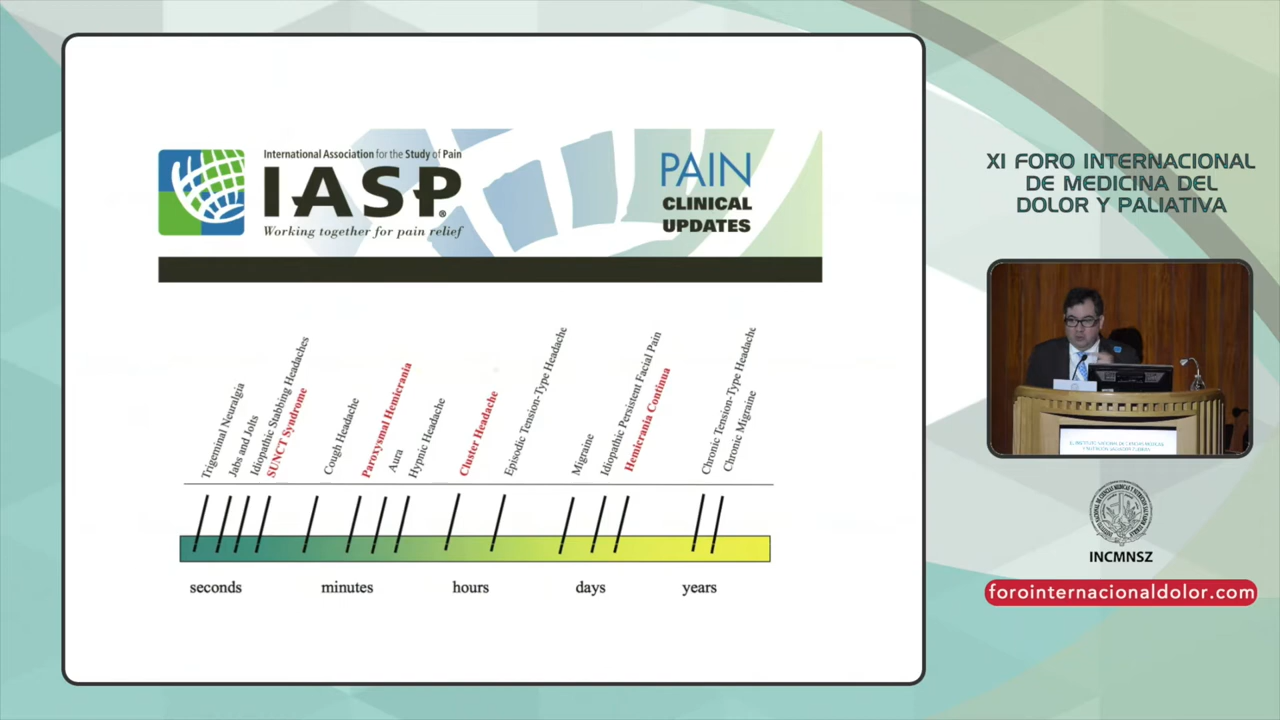 International Association for the Study of Pain
IASP®
Working together for pain relief
PAIN
CLINICAL
UPDATES
Trigeminal Neuralgia
Jabs and Jolts
Idiopathic Stabbing Headaches
SUNCT Syndrome
Cough Headache
Paroxysmal Hemicrania
Aura
Hypnic Headache
Cluster Headache
Episodic Tension-Type Headache
Migraine
Idiopathic Persistent Facial Pain
Hemicrania Continua
Chronic Tension-Type Headache
Chronic Migraine
seconds
minutes
hours
days
years
XI FORO INTERNACIONAL
DE MEDICINA DEL
DOLOR Y PALIATIVA
INCMNSZ
forointernacionaldolor.com